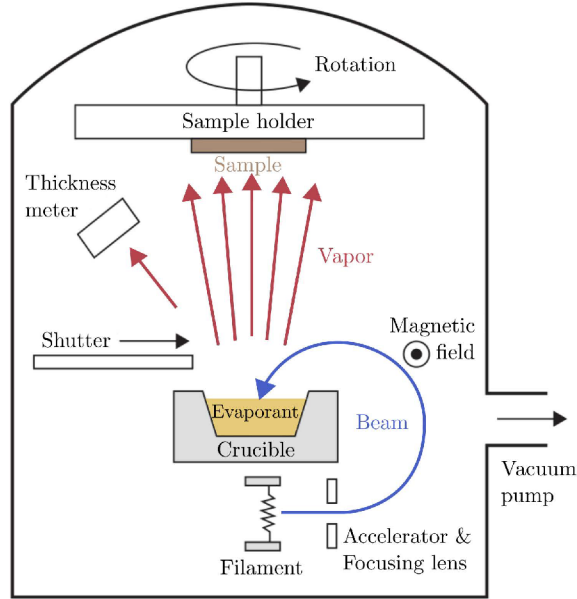 Rotation
Sample holder
Sample
Thickness
meter
Vapor
Shutter
Magnetic
field
Evaporant
Beam
Crucible
Vacuum
pump
Accelerator &
Focusing lens
Filament